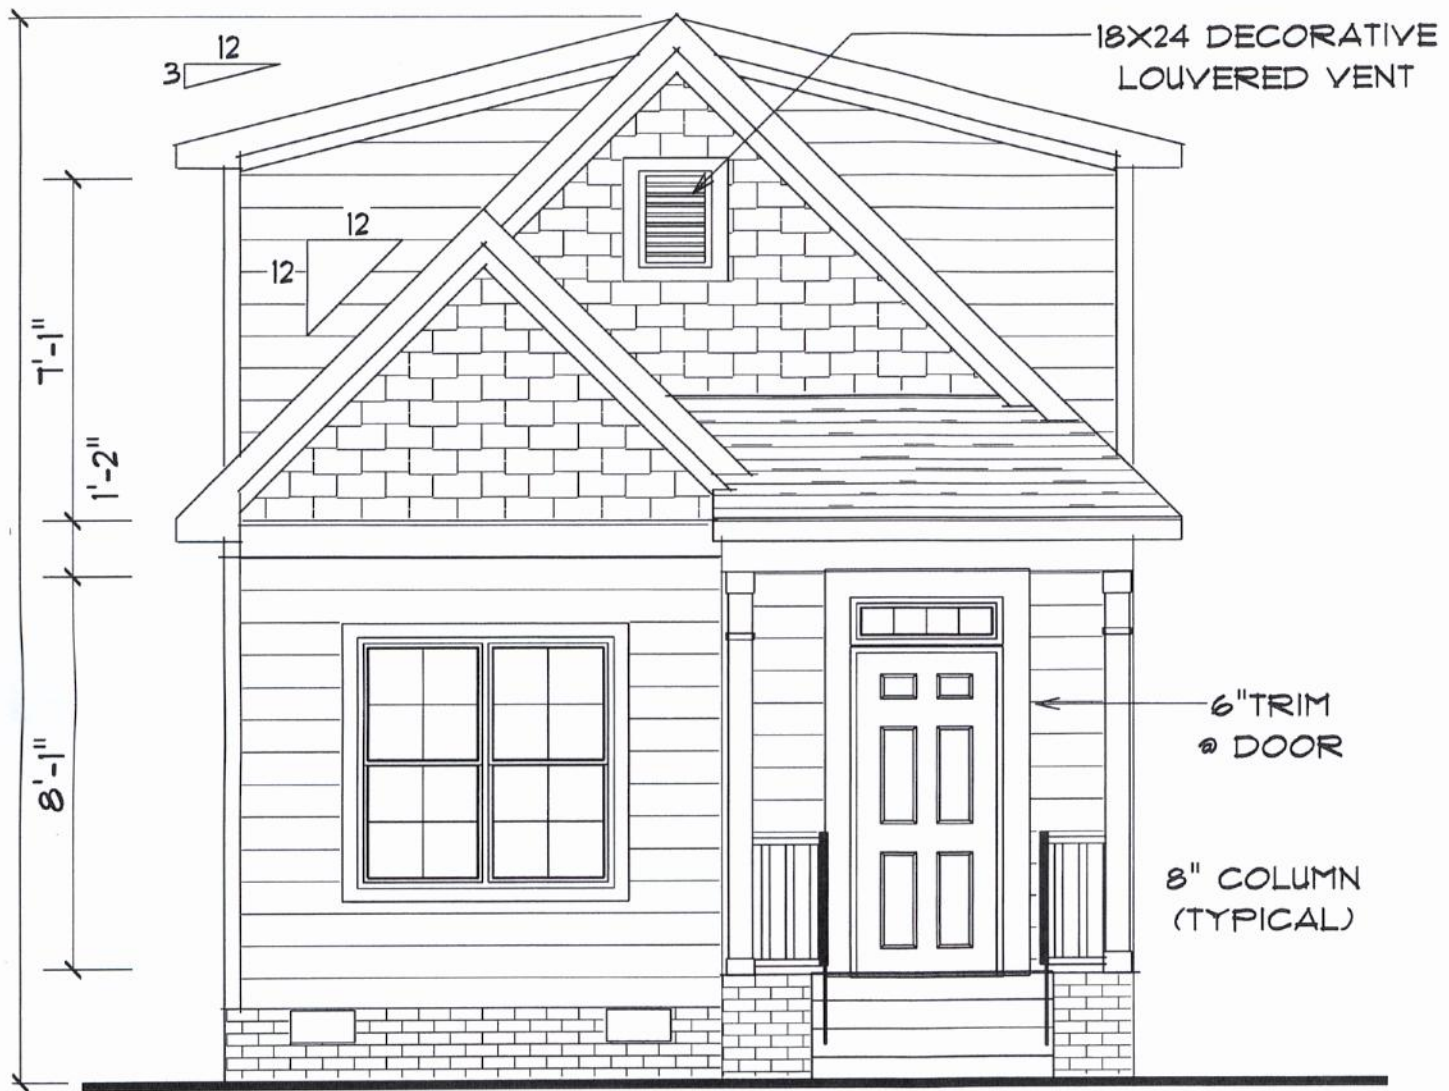 18X24 DECORATIVE
LOUVERED VENT
12
3
12
12
7'-1"
1'-2"
8'-1"
6"TRIM
@ DOOR
8" COLUMN
(TYPICAL)